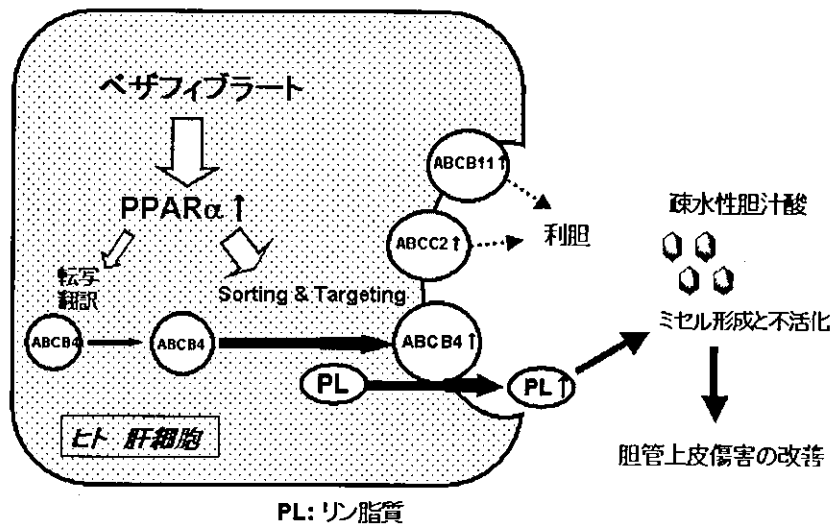 ベザフィブラート
PPARα↑
転写
翻訳
Sorting & Targeting
ABCB4
ABCB4
ABCB4↑
ABCB11↑
ABCC2↑
利胆
PL
PL↑
疎水性胆汁酸
ミセル形成と不活化
胆管上皮傷害の改善
ヒト 肝細胞
PL: リン脂質